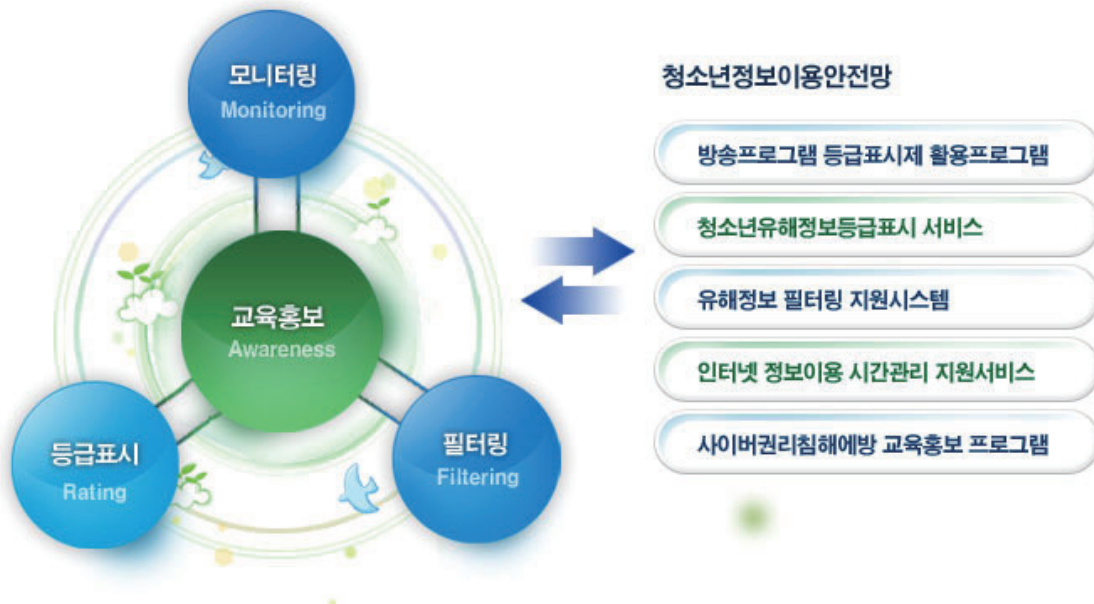 모니터링
Monitoring
교육홍보
Awareness
등급표시
Rating
필터링
Filtering
청소년정보이용안전망
방송프로그램 등급표시제 활용프로그램
청소년유해정보등급표시 서비스
유해정보 필터링 지원시스템
인터넷 정보이용 시간관리 지원서비스
사이버권리침해에방 교육홍보 프로그램